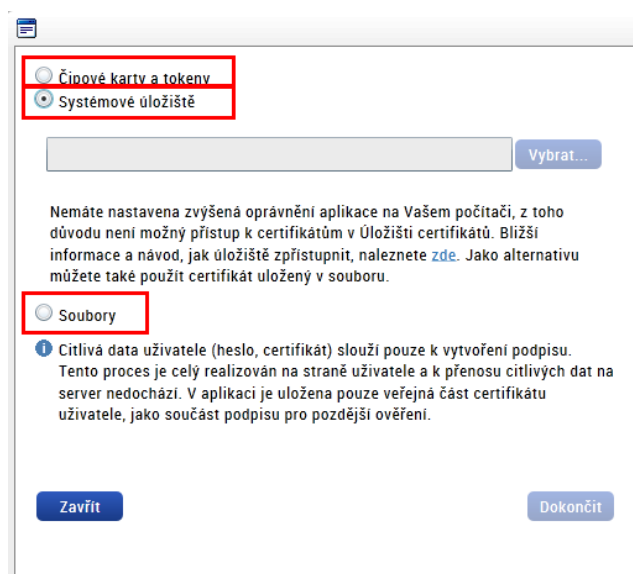 Čipové karty a tokeny
Systémové úložiště
Vybrat...
Nemáte nastavena zvýšená oprávnění aplikace na Vašem počítači, z toho
důvodu není možný přístup k certifikátům v Úložišti certifikátů. Bližší
informace a návod, jak úložiště zpřístupnit, naleznete zde. Jako alternativu
můžete také použít certifikát uložený v souboru.
Soubory
Citlivá data uživatele (heslo, certifikát) slouží pouze k vytvoření podpisu.
Tento proces je celý realizován na straně uživatele a k přenosu citlivých dat na
server nedochází. V aplikaci je uložena pouze veřejná část certifikátu
uživatele, jako součást podpisu pro pozdější ověření.
Zavřít
Dokončit